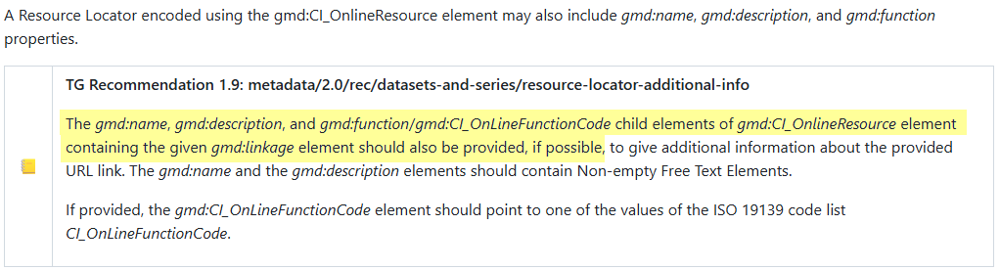 A Resource Locator encoded using the gmd:CI_OnlineResource element may also include gmd:name, gmd:description, and gmd:function
properties.
TG Recommendation 1.9: metadata/2.0/rec/datasets-and-series/resource-locator-additional-info
The gmd:name, gmd:description, and gmd:function/gmd:CI_OnLineFunctionCode child elements of gmd:CI_OnlineResource element
containing the given gmd:linkage element should also be provided, if possible, to give additional information about the provided
URL link. The gmd:name and the gmd:description elements should contain Non-empty Free Text Elements.
If provided, the gmd:CI_OnLineFunctionCode element should point to one of the values of the ISO 19139 code list
CI_OnLineFunctionCode.